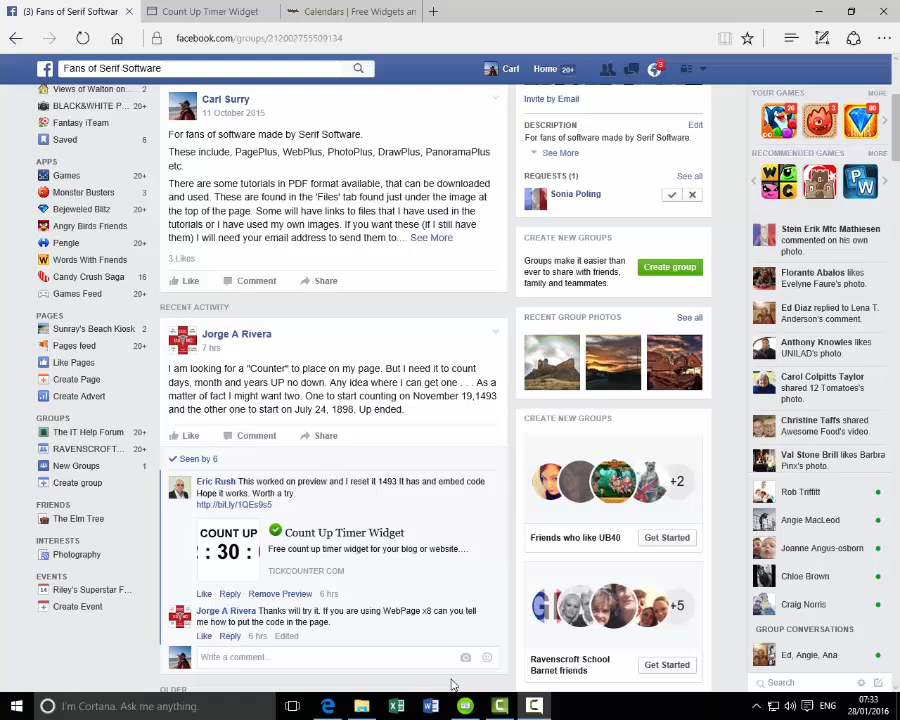 (3) Fans of Serif Softwar
Count Up Timer Widget
Calendars | Free Widgets an
facebook.com/groups/212002755509134
Fans of Serif Software
Carl
Home 20+
3
Views of Walton on 2
BLACK&WHITE P... 20+
Fantasy iTeam
Saved 6
APPS
Games 20+
Monster Busters 3
Bejeweled Blitz 20+
Angry Birds Friends
Pengle 20+
Words With Friends
Candy Crush Saga 16
Games Feed 20+
PAGES
Sunray's Beach Kiosk 2
Pages feed 20+
Like Pages
Create Page
Create Advert
GROUPS
The IT Help Forum 20+
RAVENSCROFT... 20+
New Groups 1
Create group
FRIENDS
The Elm Tree
INTERESTS
Photography
EVENTS
14 Riley's Superstar F...
Create Event
Carl Surry
11 October 2015
For fans of software made by Serif Software.
These include, PagePlus, WebPlus, PhotoPlus, DrawPlus, PanoramaPlus
etc.
There are some tutorials in PDF format available, that can be downloaded
and used. These are found in the 'Files' tab found just under the image at
the top of the page. Some will have links to files that I have used in the
tutorials or I have used my own images. If you want these (if I still have
them) I will need your email address to send them to.... See More
3 Likes
Like Comment Share
RECENT ACTIVITY
Jorge A Rivera
7 hrs
I am looking for a "Counter" to place on my page. But I need it to count
days, month and years UP no down. Any idea where I can get one . . . As a
matter of fact I might want two. One to start counting on November 19,1493
and the other one to start on July 24, 1898. Up ended.
Like Comment Share
Seen by 6
Eric Rush This worked on preview and I reset it 1493 It has and embed code
Hope it works. Worth a try.
http://bit.ly/1QEs9s5
COUNT UP
: 30 :
Count Up Timer Widget
Free count up timer widget for your blog or website....
TICKCOUNTER.COM
Like Reply Remove Preview 6 hrs
Jorge A Rivera Thanks will try it. If you are using WebPage x8 can you tell
me how to put the code in the page.
Like Reply 6 hrs Edited
Write a comment...
OLDER
Invite by Email
DESCRIPTION Edit
For fans of software made by Serif Software.
See More
REQUESTS (1) See all
Sonia Poling
CREATE NEW GROUPS
Groups make it easier than
ever to share with friends,
family and teammates.
Create group
RECENT GROUP PHOTOS See all
CREATE NEW GROUPS
+2
Friends who like UB40 Get Started
+5
Ravenscroft School
Barnet friends
Get Started
YOUR GAMES MORE
26
3
20+
RECOMMENDED GAMES MORE
Stein Erik Mfc Mathiesen
commented on his own
photo.
Florante Abalos likes
Evelyne Faure's photo.
Ed Diaz replied to Lena T.
Anderson's comment.
Anthony Knowles likes
UNILAD's photo.
Carol Colpitts Taylor
shared 12 Tomatoes's
photo.
Christine Taffs shared
Awesome Food's video.
Val Stone Brill likes Barbra
Pinx's photo.
Rob Triffitt
Angie MacLeod
Joanne Angus-osborn
Chloe Brown
Craig Norris
GROUP CONVERSATIONS
Ed, Angie, Ana
Search
I'm Cortana. Ask me anything.
ENG
07:33
28/01/2016